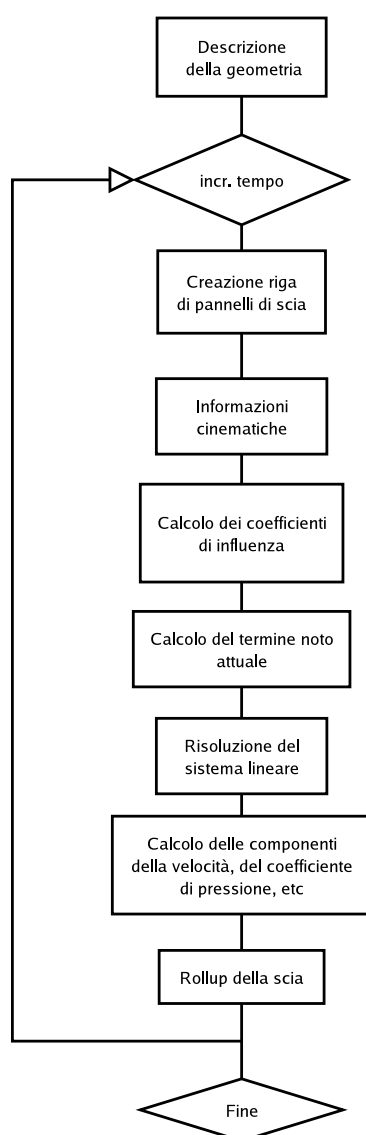 Descrizione
della geometria
incr. tempo
Creazione riga
di pannelli di scia
Informazioni
cinematiche
Calcolo dei coefficienti
di influenza
Calcolo del termine noto
attuale
Risoluzione del
sistema lineare
Calcolo delle componenti
della velocità, del coefficiente
di pressione, etc
Rollup della scia
Fine